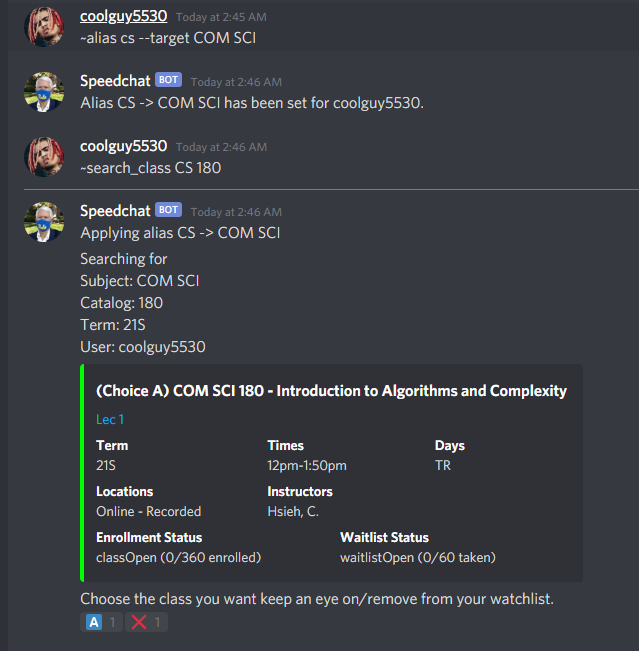 coolguy5530 Today at 2:45 AM
~alias cs --target COM SCI
Speedchat BOT Today at 2:46 AM
Alias CS -> COM SCI has been set for coolguy5530.
coolguy5530 Today at 2:46 AM
~search_class CS 180
Speedchat BOT Today at 2:46 AM
Applying alias CS -> COM SCI
Searching for
Subject: COM SCI
Catalog: 180
Term: 21S
User: coolguy5530
(Choice A) COM SCI 180 - Introduction to Algorithms and Complexity
Lec 1
Term Times Days
21S 12pm-1:50pm TR
Locations Instructors
Online - Recorded Hsieh, C.
Enrollment Status Waitlist Status
classOpen (0/360 enrolled) waitlistOpen (0/60 taken)
Choose the class you want keep an eye on/remove from your watchlist.
A 1 ❌ 1